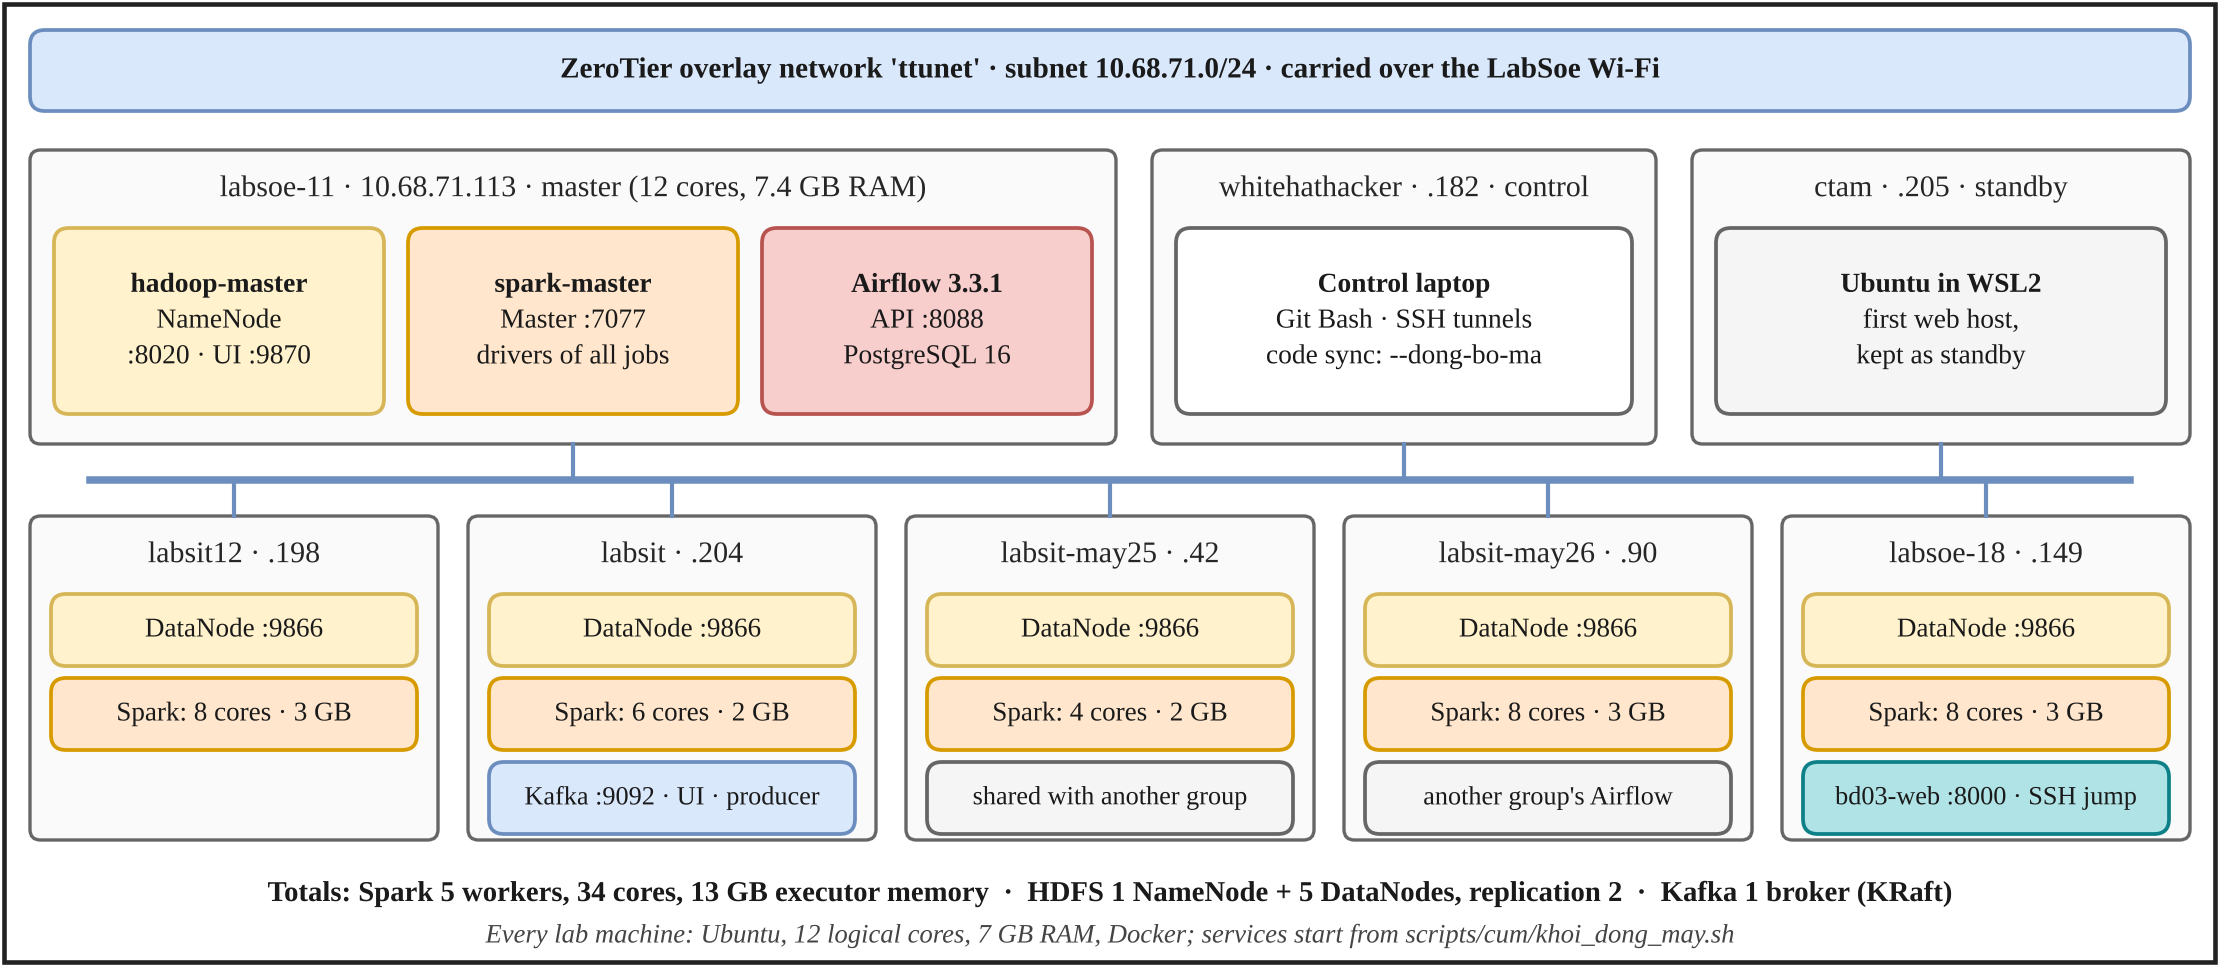 ZeroTier overlay network 'ttunet' · subnet 10.68.71.0/24 · carried over the LabSoe Wi-Fi
labsoe-11 · 10.68.71.113 · master (12 cores, 7.4 GB RAM)
hadoop-master
NameNode
:8020 · UI :9870
spark-master
Master :7077
drivers of all jobs
Airflow 3.3.1
API :8088
PostgreSQL 16
whitehathacker · .182 · control
Control laptop
Git Bash · SSH tunnels
code sync: --dong-bo-ma
ctam · .205 · standby
Ubuntu in WSL2
first web host,
kept as standby
labsit12 · .198
DataNode :9866
Spark: 8 cores · 3 GB
labsit · .204
DataNode :9866
Spark: 6 cores · 2 GB
Kafka :9092 · UI · producer
labsit-may25 · .42
DataNode :9866
Spark: 4 cores · 2 GB
shared with another group
labsit-may26 · .90
DataNode :9866
Spark: 8 cores · 3 GB
another group's Airflow
labsoe-18 · .149
DataNode :9866
Spark: 8 cores · 3 GB
bd03-web :8000 · SSH jump
Totals: Spark 5 workers, 34 cores, 13 GB executor memory · HDFS 1 NameNode + 5 DataNodes, replication 2 · Kafka 1 broker (KRaft)
Every lab machine: Ubuntu, 12 logical cores, 7 GB RAM, Docker; services start from scripts/cum/khoi_dong_may.sh